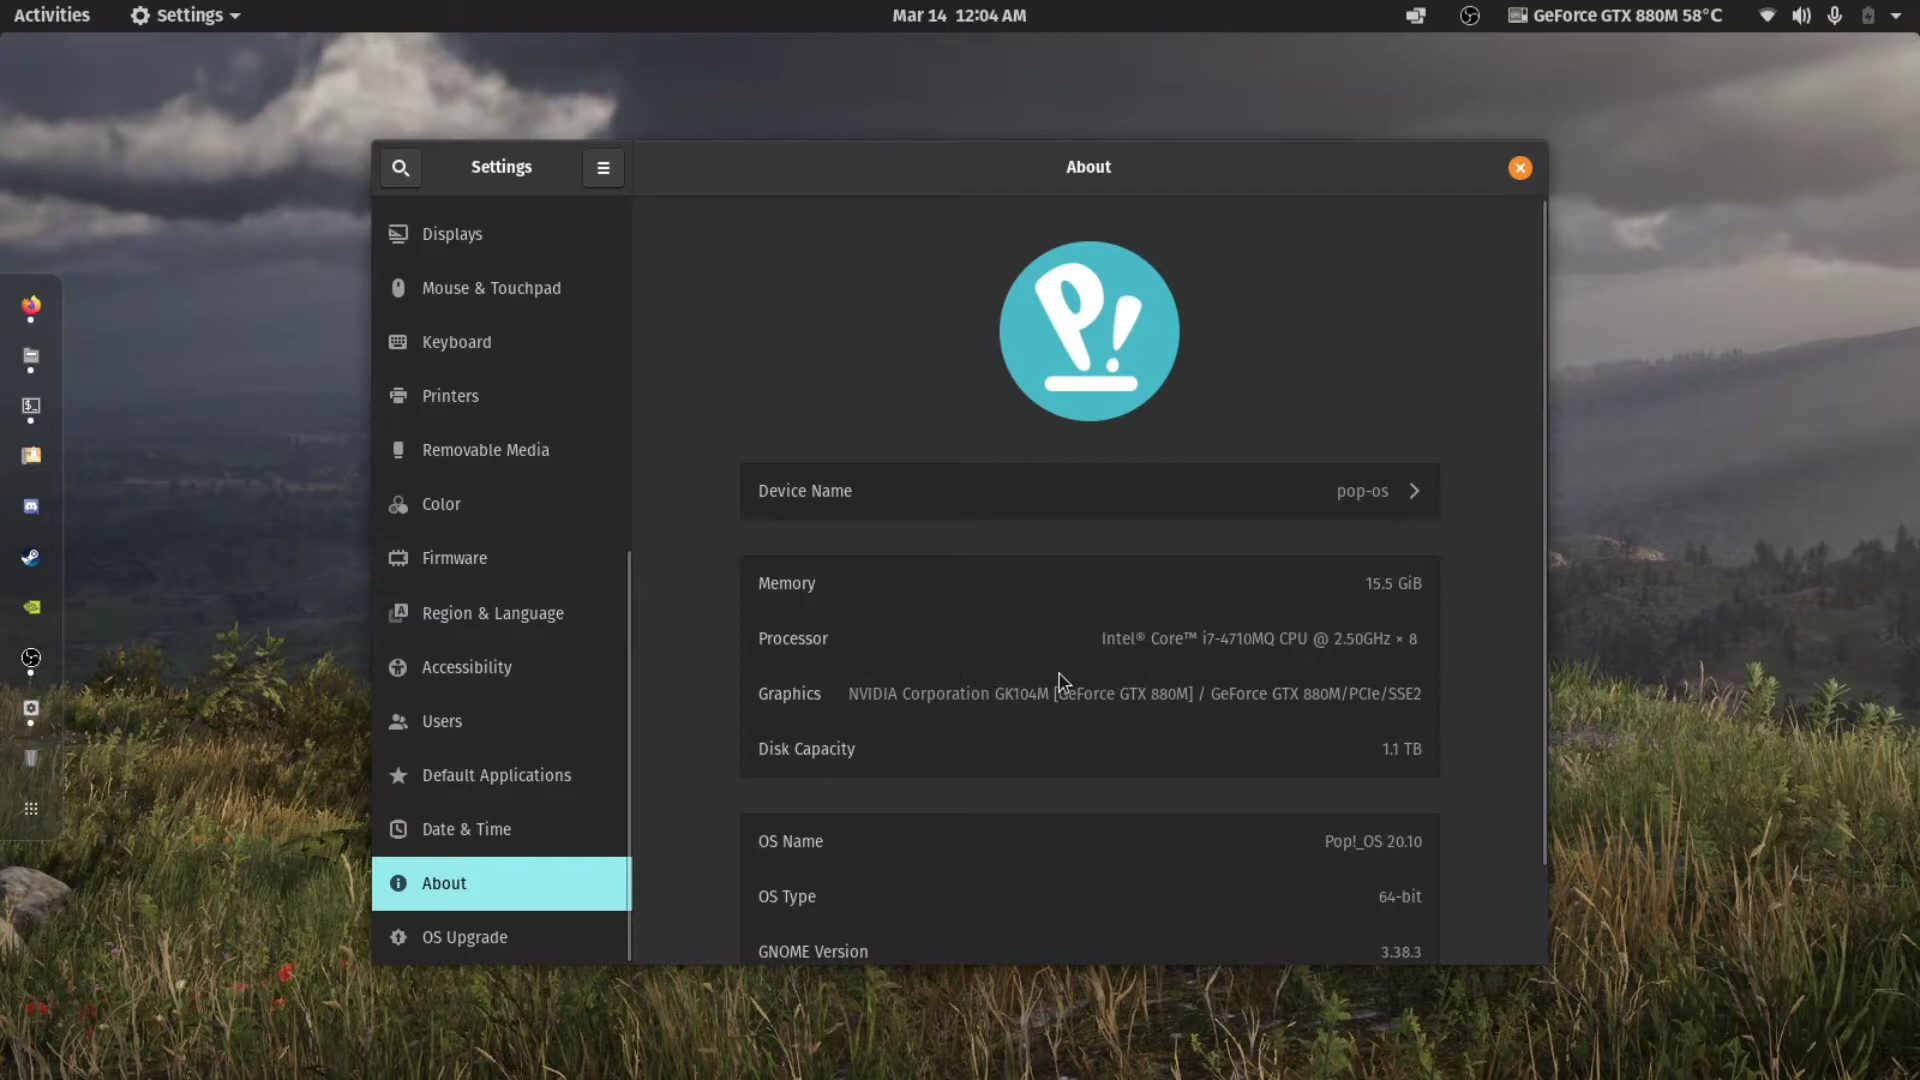 Activities
Settings
Mar 14 12:04 AM
GeForce GTX 880M 58°C
Settings
About
Displays
Mouse & Touchpad
Keyboard
Printers
Removable Media
Color
Firmware
Region & Language
Accessibility
Users
Default Applications
Date & Time
About
OS Upgrade
P!
Device Name pop-os
Memory 15.5 GiB
Processor Intel® Core™ i7-4710MQ CPU @ 2.50GHz × 8
Graphics NVIDIA Corporation GK104M [GeForce GTX 880M] / GeForce GTX 880M/PCIe/SSE2
Disk Capacity 1.1 TB
OS Name Pop!_OS 20.10
OS Type 64-bit
GNOME Version 3.38.3